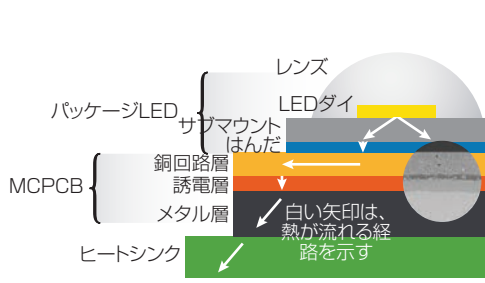 レンズ
LEDダイ
パッケージLED
サブマウント
はんだ
銅回路層
誘電層
MCPCB
メタル層
白い矢印は、
熱が流れる経
路を示す
ヒートシンク